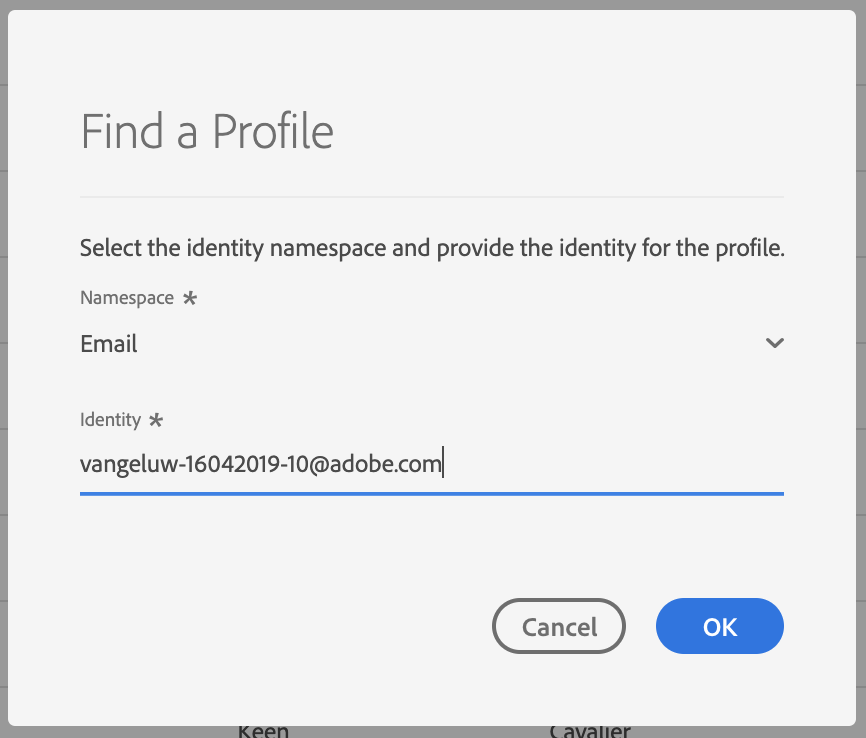 Find a Profile
Select the identity namespace and provide the identity for the profile.
Namespace *
Email
Identity *
vangeluw-16042019-10@adobe.com
Cancel OK
Keen Cavalier